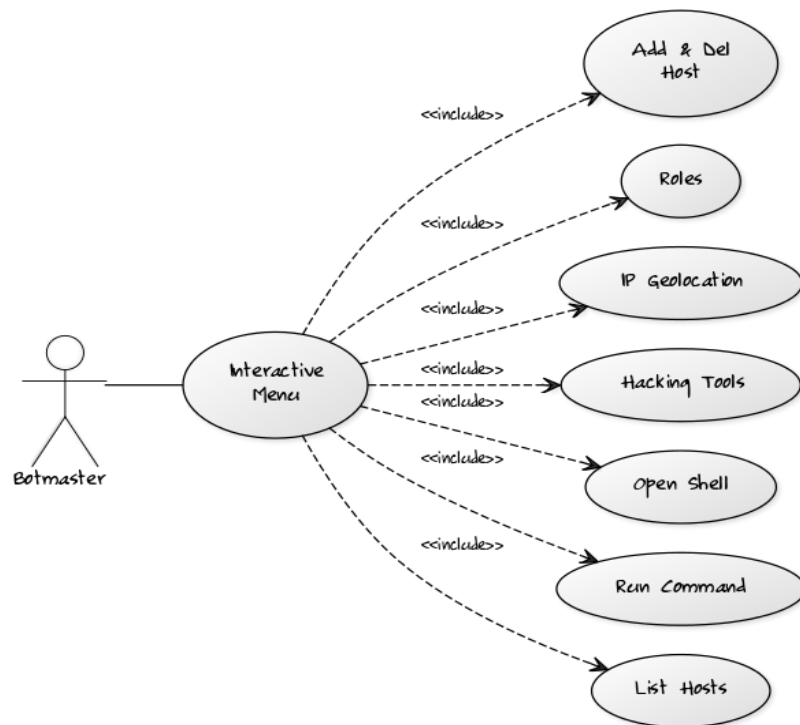 Add & Del
Host
<<include>>
Roles
<<include>>
IP Geolocation
<<include>>
Interactive
Menu
<<include>>
Hacking Tools
<<include>>
Open Shell
Botmaster
<<include>>
Run Command
<<include>>
List Hosts